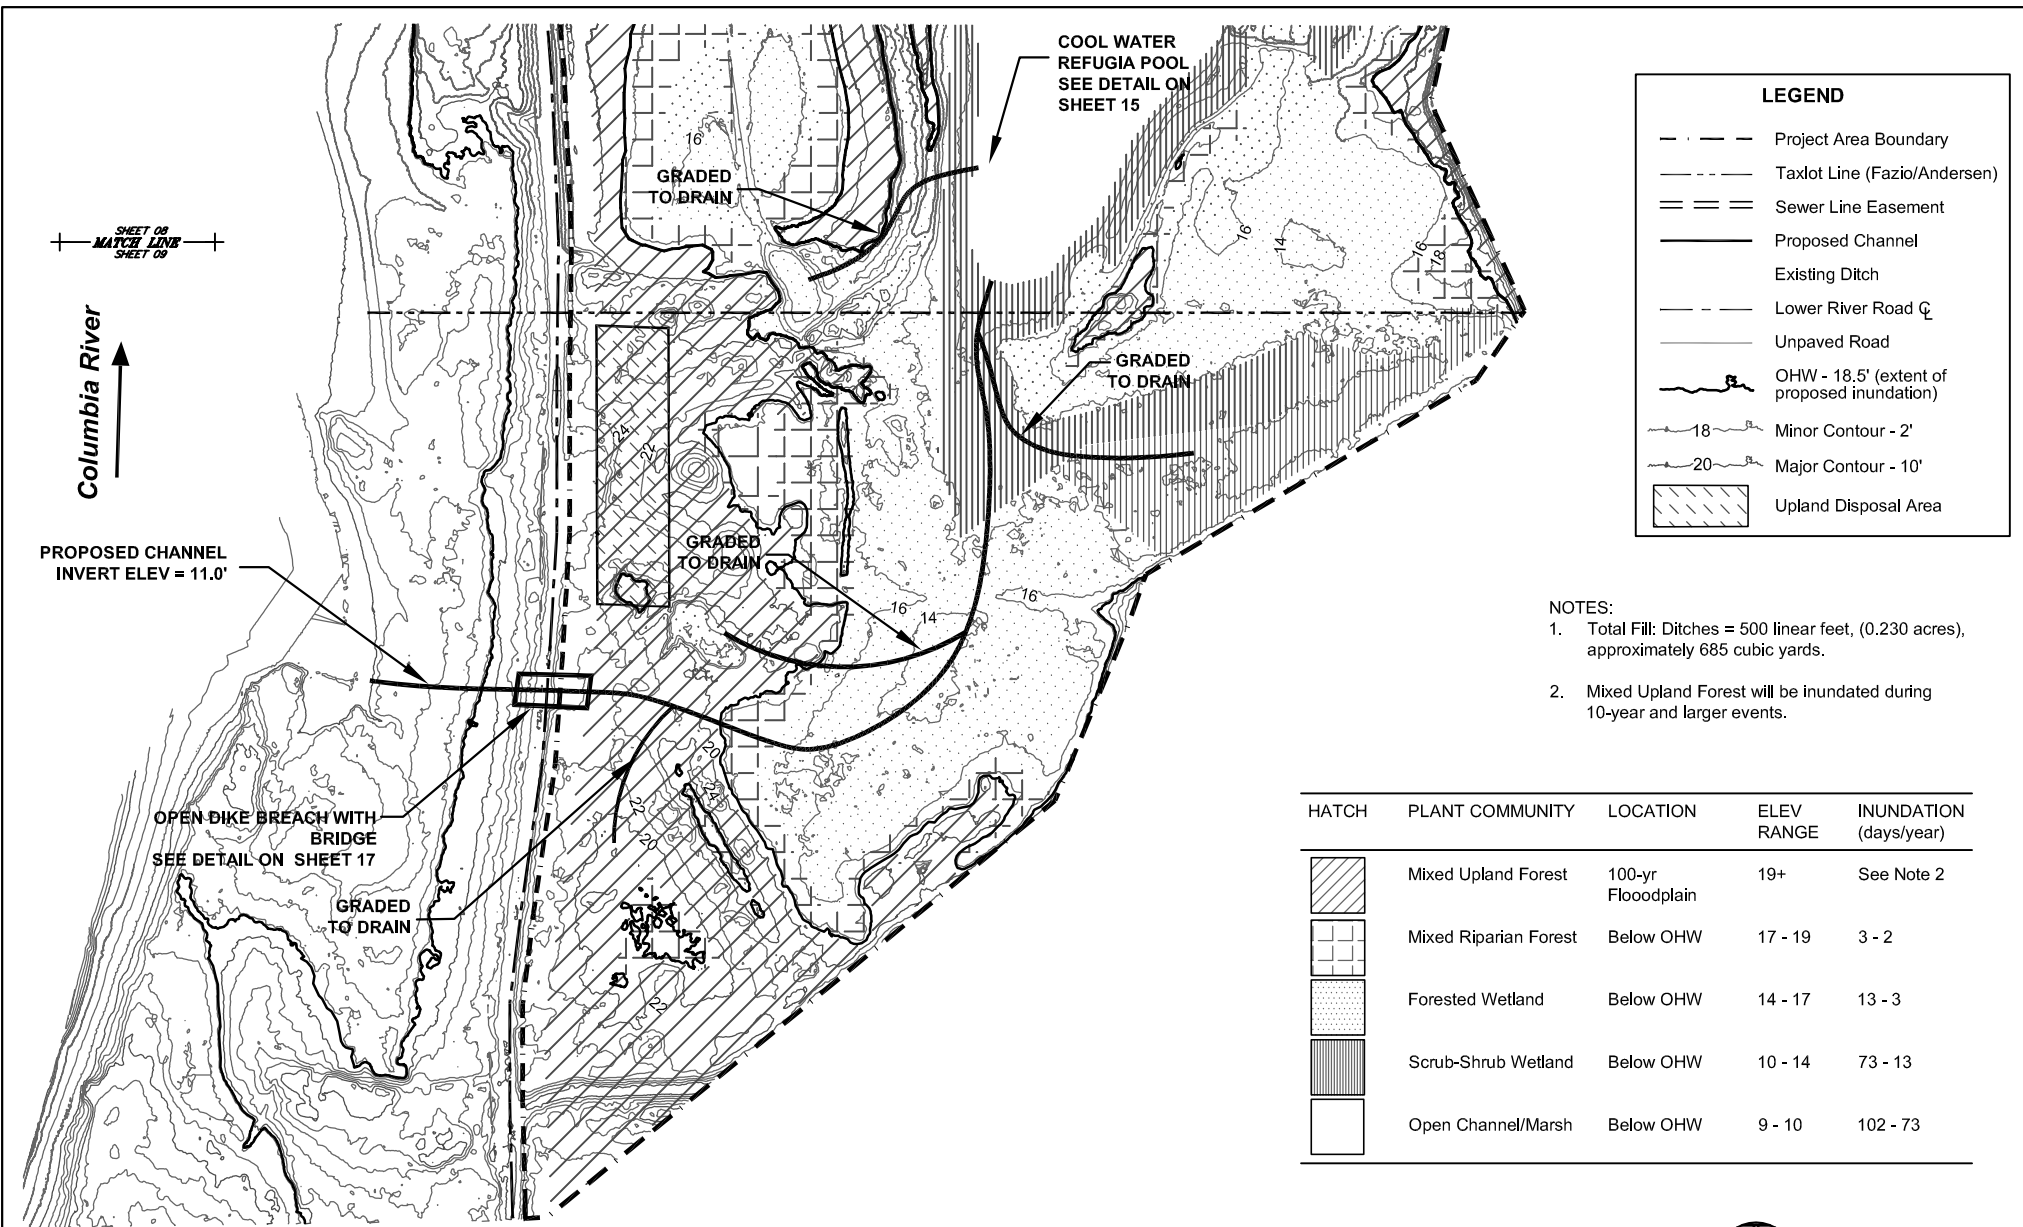 COOL WATER
REFUGIA POOL
SEE DETAIL ON
SHEET 15
16
GRADED
TO DRAIN
SHEET 08
MATCH LINE
SHEET 09
Columbia River
16
14
16
18
GRADED
TO DRAIN
24
22
GRADED
TO DRAIN
PROPOSED CHANNEL
INVERT ELEV = 11.0'
16
14
16
20
24
22
20
OPEN DIKE BREACH WITH
BRIDGE
SEE DETAIL ON SHEET 17
GRADED
TO DRAIN
22
LEGEND
Project Area Boundary
Taxlot Line (Fazio/Andersen)
Sewer Line Easement
Proposed Channel
Existing Ditch
Lower River Road ℄
Unpaved Road
OHW - 18.5' (extent of
proposed inundation)
18 Minor Contour - 2'
20 Major Contour - 10'
Upland Disposal Area
NOTES:
1. Total Fill: Ditches = 500 linear feet, (0.230 acres),
approximately 685 cubic yards.
2. Mixed Upland Forest will be inundated during
10-year and larger events.
HATCH PLANT COMMUNITY LOCATION ELEV RANGE INUNDATION (days/year)
Mixed Upland Forest 100-yr Flooodplain 19+ See Note 2
Mixed Riparian Forest Below OHW 17 - 19 3 - 2
Forested Wetland Below OHW 14 - 17 13 - 3
Scrub-Shrub Wetland Below OHW 10 - 14 73 - 13
Open Channel/Marsh Below OHW 9 - 10 102 - 73